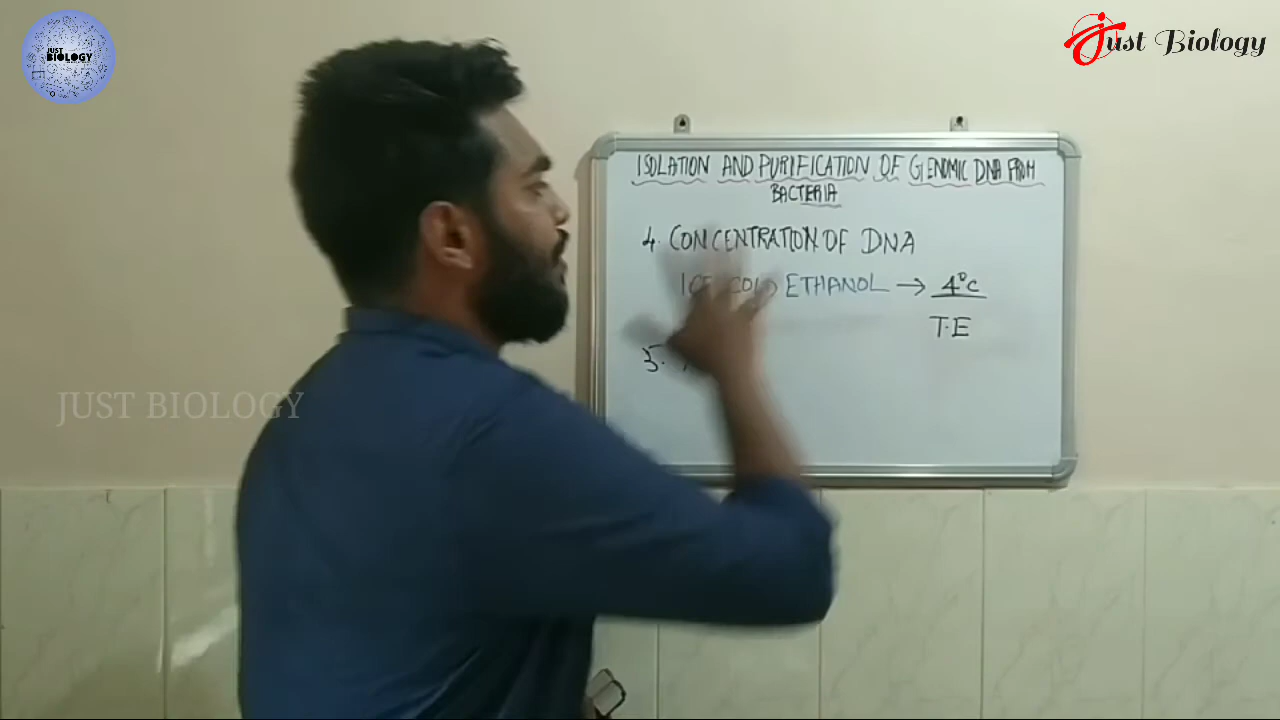 JUST
BIOLOGY
Just Biology
ISOLATION AND PURIFICATION OF GENOMIC DNA FROM
BACTERIA
4. CONCENTRATION OF DNA
ICE COLD ETHANOL → 4°C
T.E
5.
JUST BIOLOGY